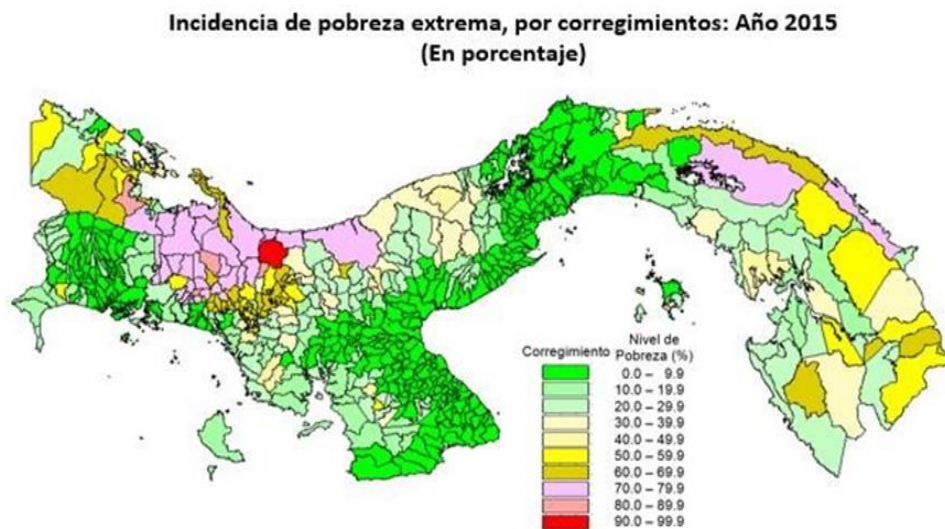 Incidencia de pobreza extrema, por corregimientos: Año 2015
(En porcentaje)
Corregimiento
Nivel de
Pobreza (%)
0.0 – 9.9
10.0 – 19.9
20.0 – 29.9
30.0 – 39.9
40.0 – 49.9
50.0 – 59.9
60.0 – 69.9
70.0 – 79.9
80.0 – 89.9
90.0 – 99.9